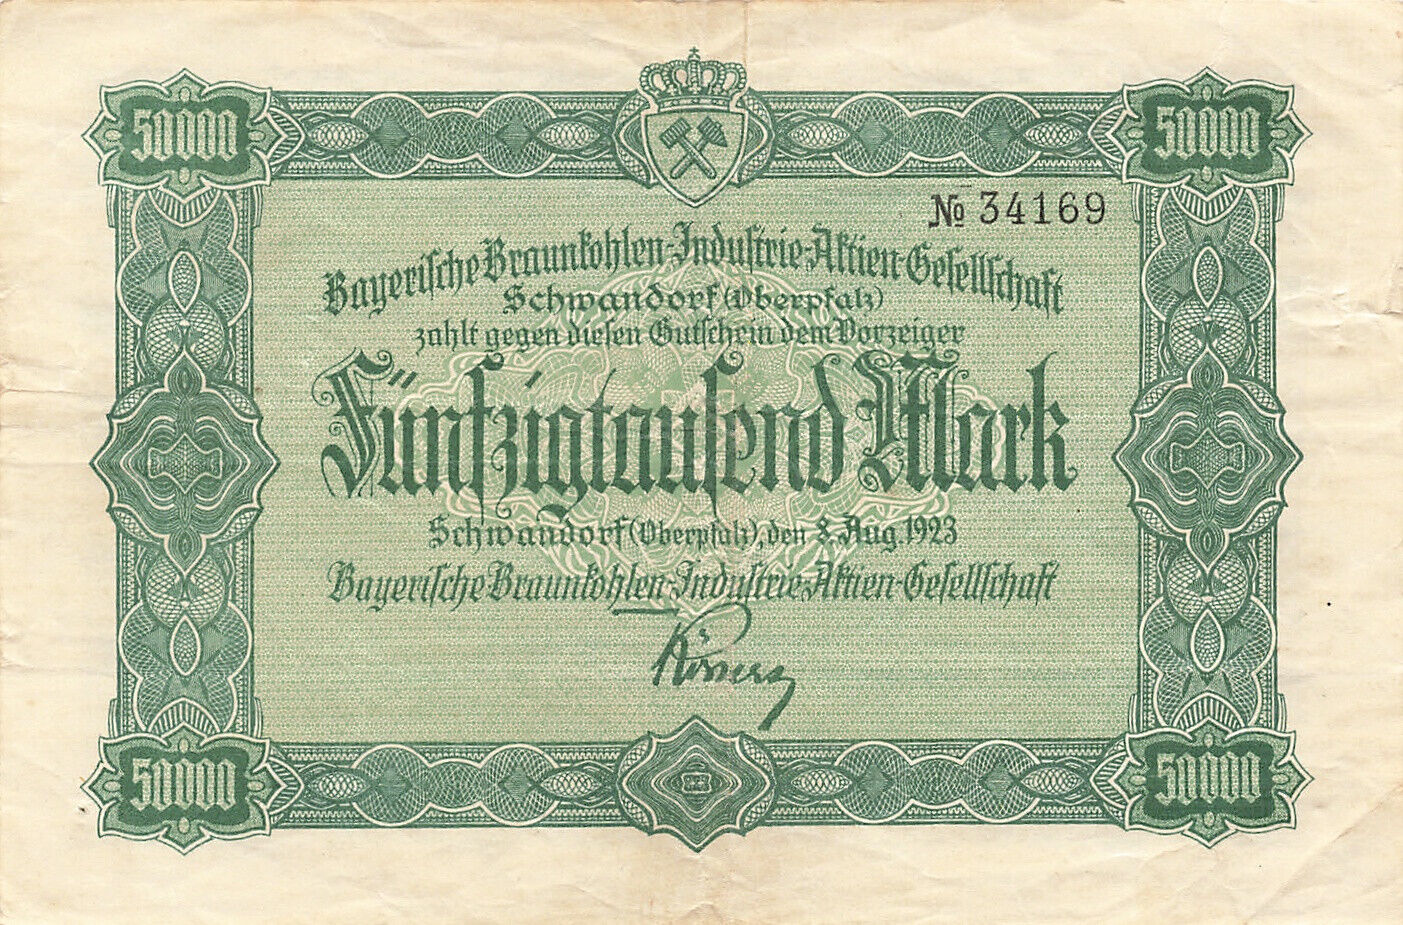 50000 50000
№ 34169
Bayerische Braunkohlen-Industrie-Aktien-Gesellschaft
Schwandorf (Oberpfalz)
zahlt gegen diesen Gutschein dem Vorzeiger
Fünfzigtausend Mark
Schwandorf (Oberpfalz), den 8. Aug. 1923
Bayerische Braunkohlen-Industrie-Aktien-Gesellschaft
50000 50000